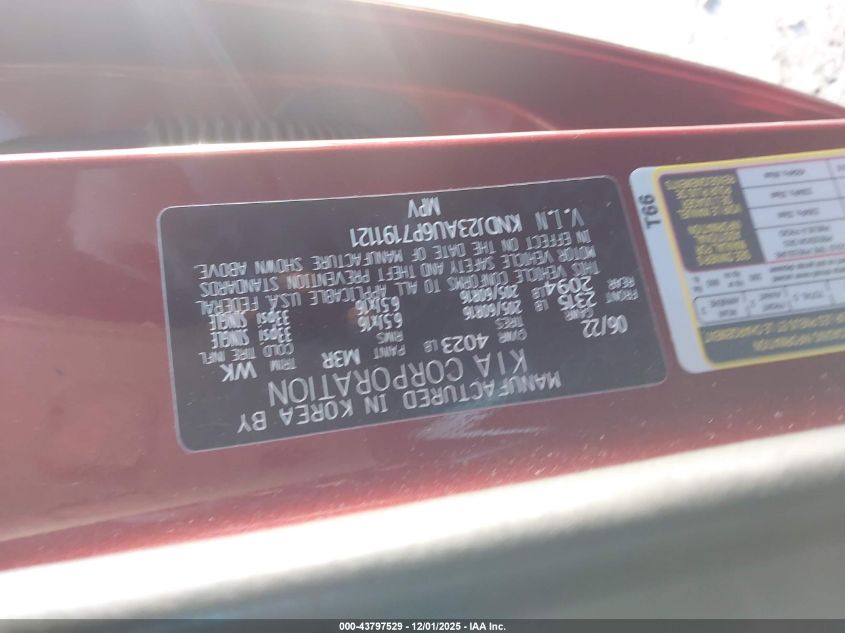 MANUFACTURED IN KOREA BY
KIA CORPORATION
06/22 GVWR 4023 LB PAINT M3R TRIM WK
GAWR TIRES RIMS COLD TIRE INFL
FRONT 2315 LB 205/60R16 6.5Jx16 33psi SINGLE
REAR 2094 LB 205/60R16 6.5Jx16 33psi SINGLE
THIS VEHICLE CONFORMS TO ALL APPLICABLE U.S.A. FEDERAL
MOTOR VEHICLE SAFETY AND THEFT PREVENTION STANDARDS
IN EFFECT ON THE DATE OF MANUFACTURE SHOWN ABOVE.
V.I.N KNDJ23AU6P7191121
MPV
T66
000-43797529 - 12/01/2025 - IAA Inc.